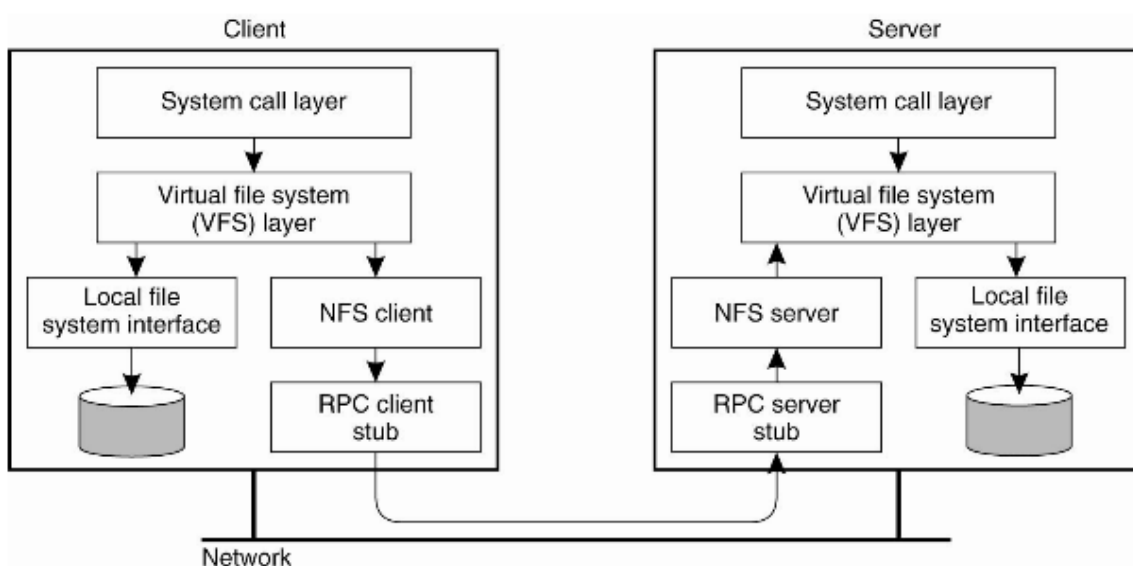 Client
Server
System call layer
System call layer
Virtual file system
(VFS) layer
Virtual file system
(VFS) layer
Local file
system interface
NFS client
NFS server
Local file
system interface
RPC client
stub
RPC server
stub
Network